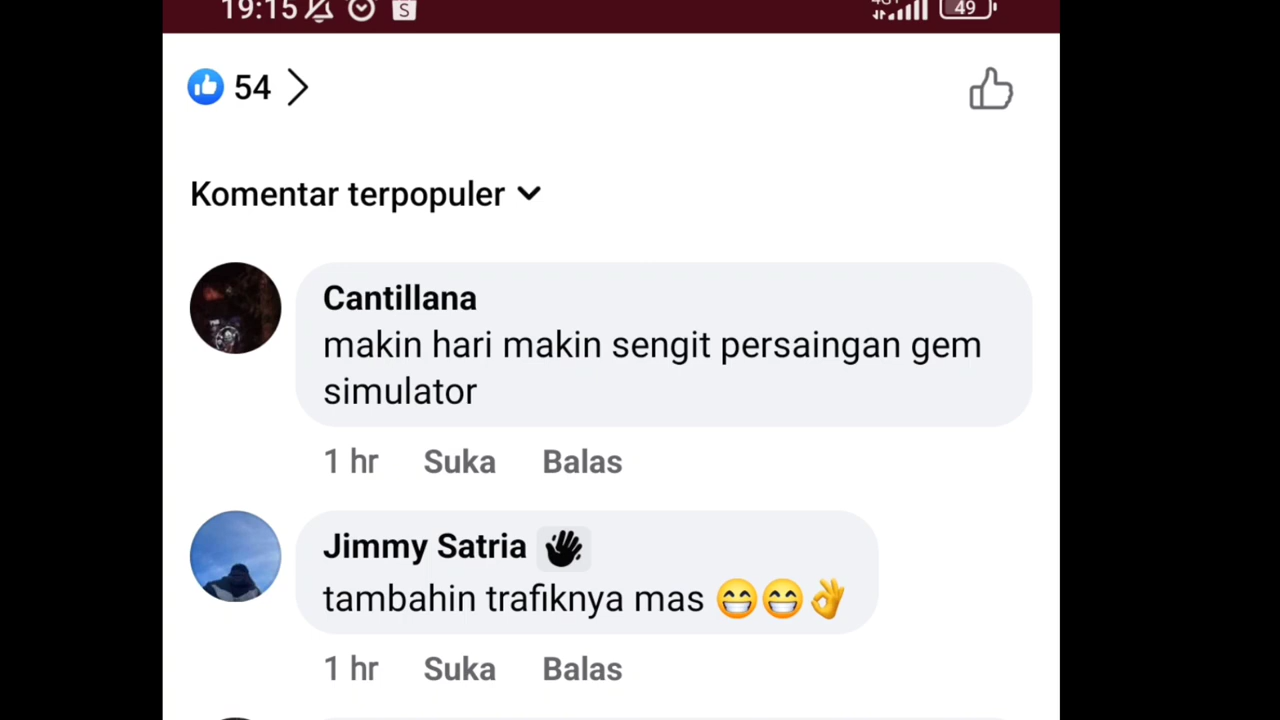 19:15 S 49
54
Komentar terpopuler
Cantillana
makin hari makin sengit persaingan gem
simulator
1 hr Suka Balas
Jimmy Satria
tambahin trafiknya mas 😁😁👌
1 hr Suka Balas